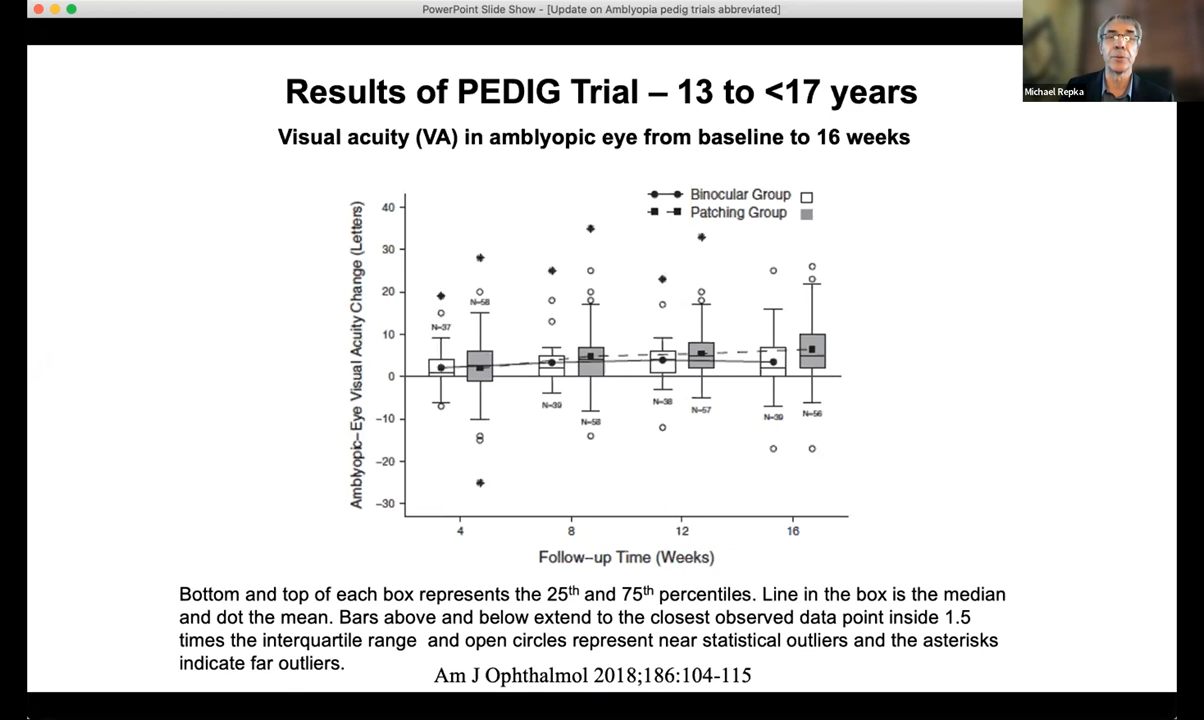 PowerPoint Slide Show - [Update on Amblyopia pedig trials abbreviated]
Michael Repka
Results of PEDIG Trial – 13 to <17 years
Visual acuity (VA) in amblyopic eye from baseline to 16 weeks
Binocular Group
Patching Group
Amblyopic–Eye Visual Acuity Change (Letters)
40
30
20
10
0
–10
–20
–30
N=37
N=58
N=39
N=58
N=38
N=57
N=39
N=56
4
8
12
16
Follow–up Time (Weeks)
Bottom and top of each box represents the 25th and 75th percentiles. Line in the box is the median
and dot the mean. Bars above and below extend to the closest observed data point inside 1.5
times the interquartile range and open circles represent near statistical outliers and the asterisks
indicate far outliers.
Am J Ophthalmol 2018;186:104-115